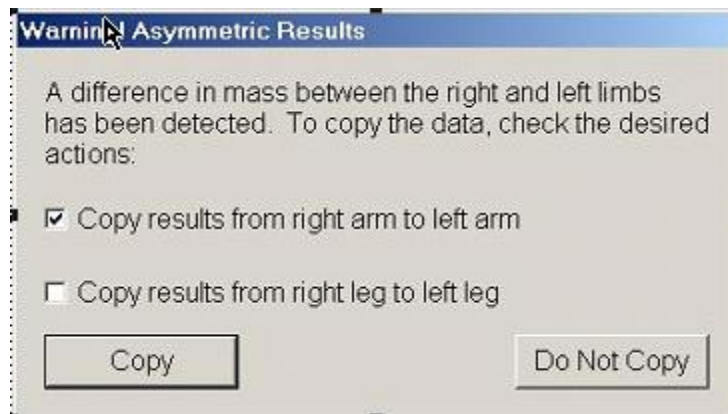 Warning! Asymmetric Results
A difference in mass between the right and left limbs
has been detected. To copy the data, check the desired
actions:
Copy results from right arm to left arm
Copy results from right leg to left leg
Copy
Do Not Copy